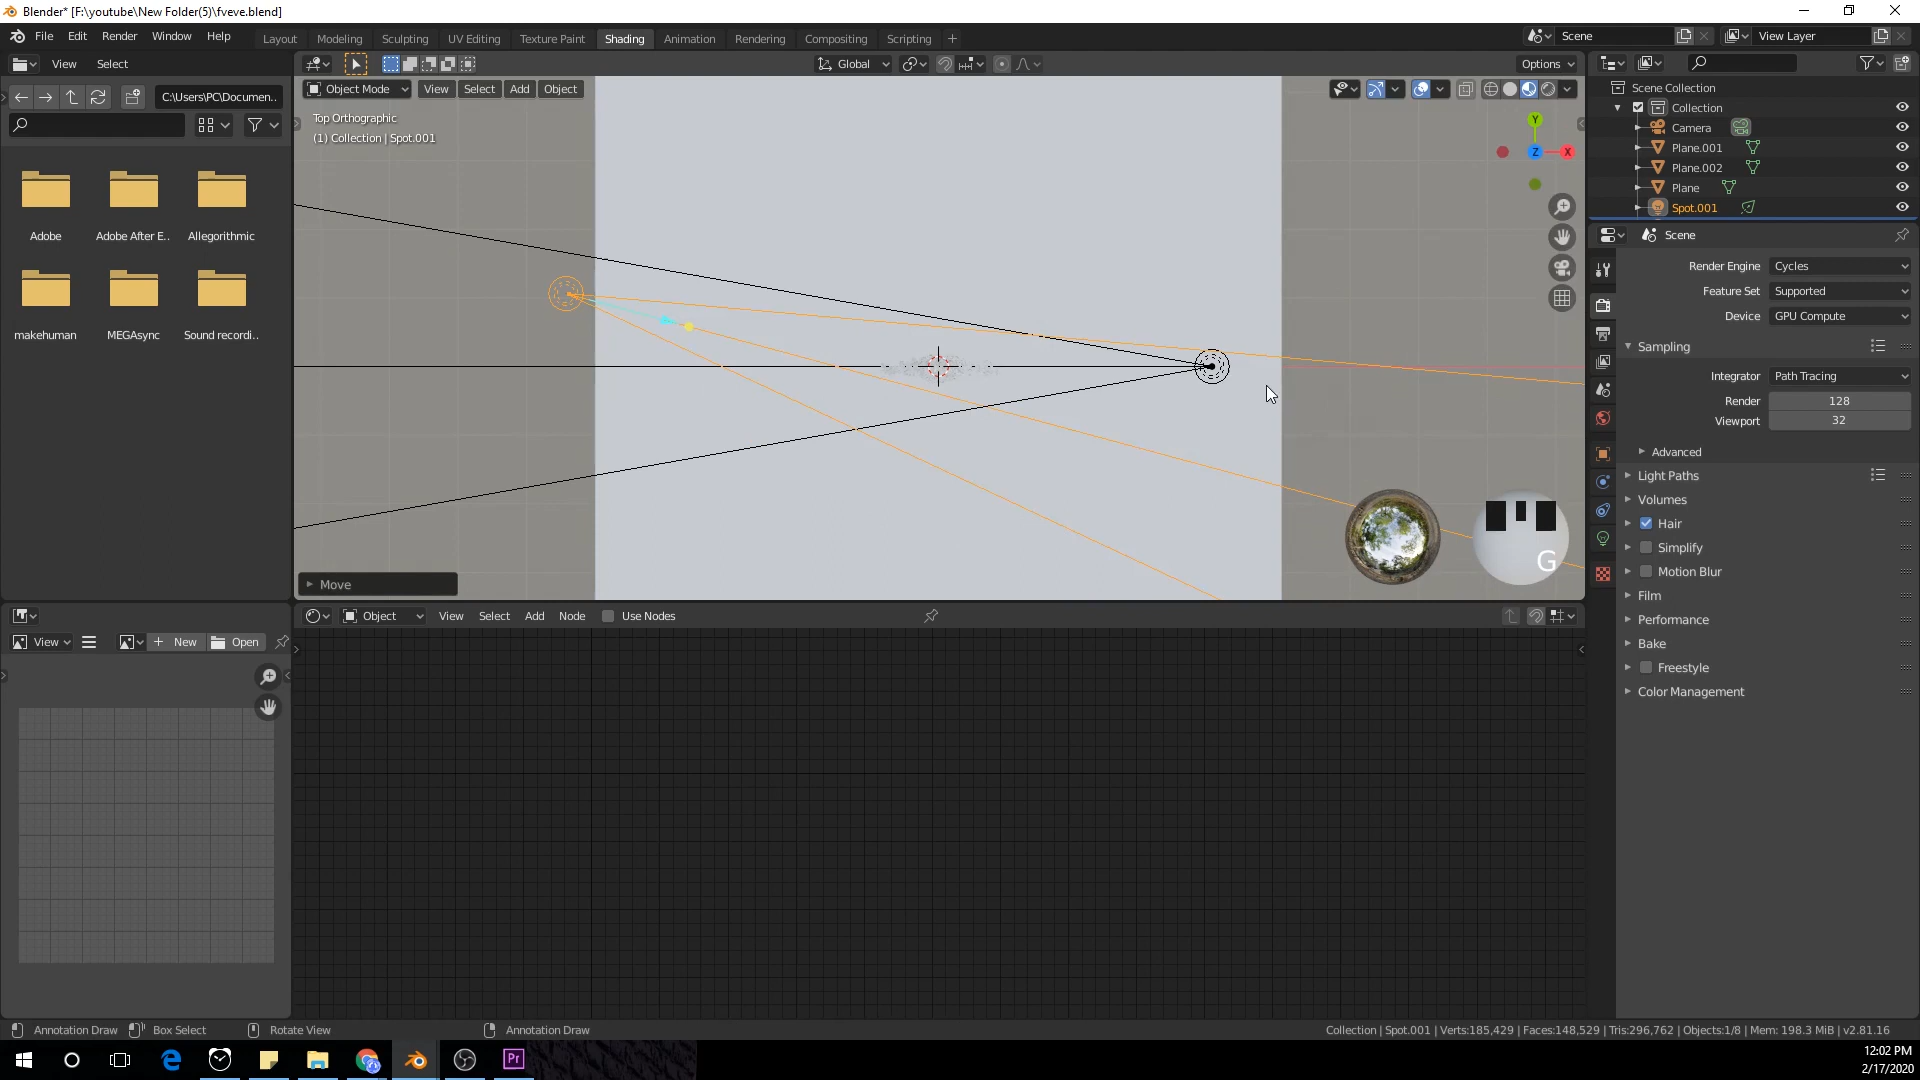 Blender* [F:\youtube\New Folder(5)\fveve.blend]
File Edit Render Window Help
Layout Modeling Sculpting UV Editing Texture Paint Shading Animation Rendering Compositing Scripting
Scene
View Layer
View Select
Global
Options
C:\Users\PC\Documen..
Object Mode View Select Add Object
Top Orthographic
(1) Collection | Spot.001
Y
Z
X
Adobe
Adobe After E..
Allegorithmic
makehuman
MEGAsync
Sound recordi..
Move
G
Scene Collection
Collection
Camera
Plane.001
Plane.002
Plane
Spot.001
Scene
Render Engine Cycles
Feature Set Supported
Device GPU Compute
Sampling
Integrator Path Tracing
Render 128
Viewport 32
Advanced
Light Paths
Volumes
Hair
Simplify
Motion Blur
Film
Performance
Bake
Freestyle
Color Management
View New Open
Object View Select Add Node Use Nodes
Annotation Draw Box Select Rotate View Annotation Draw
Collection | Spot.001 | Verts:185,429 | Faces:148,529 | Tris:296,762 | Objects:1/8 | Mem: 198.3 MiB | v2.81.16
Pr
12:02 PM
2/17/2020